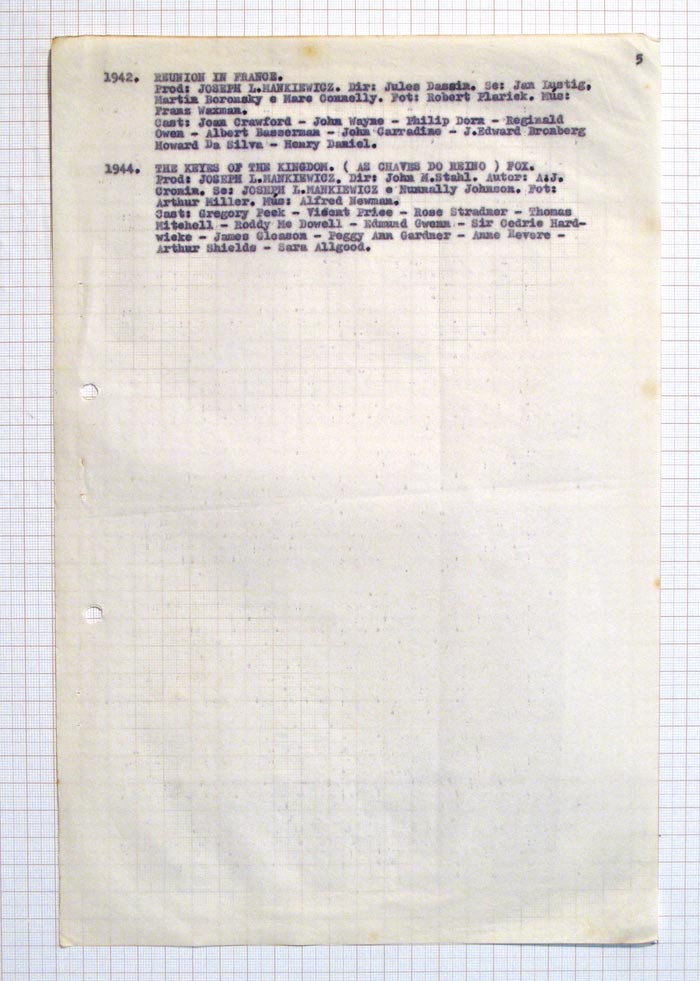 5
1942. REUNION IN FRANCE.
Prod: JOSEPH L.MANKIEWICZ. Dir: Jules Dassin. Sc: Jan Lustig,
Martin Boronsky e Marc Connelly. Fot: Robert Planick. Mús:
Franz Waxman.
Cast: Joan Crawford - John Wayne - Philip Dorn - Reginald
Owen - Albert Basserman - John Carradine - J.Edward Bromberg
Howard Da Silva - Henry Daniel.
1944. THE KEYES OF THE KINGDOM. ( AS CHAVES DO REINO ) FOX.
Prod: JOSEPH L.MANKIEWICZ. Dir: John M.Stahl. Autor: A.J.
Cronin. Sc: JOSEPH L.MANKIEWICZ e Nunnally Johnson. Fot:
Arthur Miller. Mús: Alfred Newman.
Cast: Gregory Peck - Vicent Price - Rose Stradner - Thomas
Mitchell - Roddy Mc Dowell - Edmund Gwenn - Sir Cedric Hard-
wicke - James Gleason - Peggy Ann Gardner - Anne Revere -
Arthur Shields - Sara Allgood.